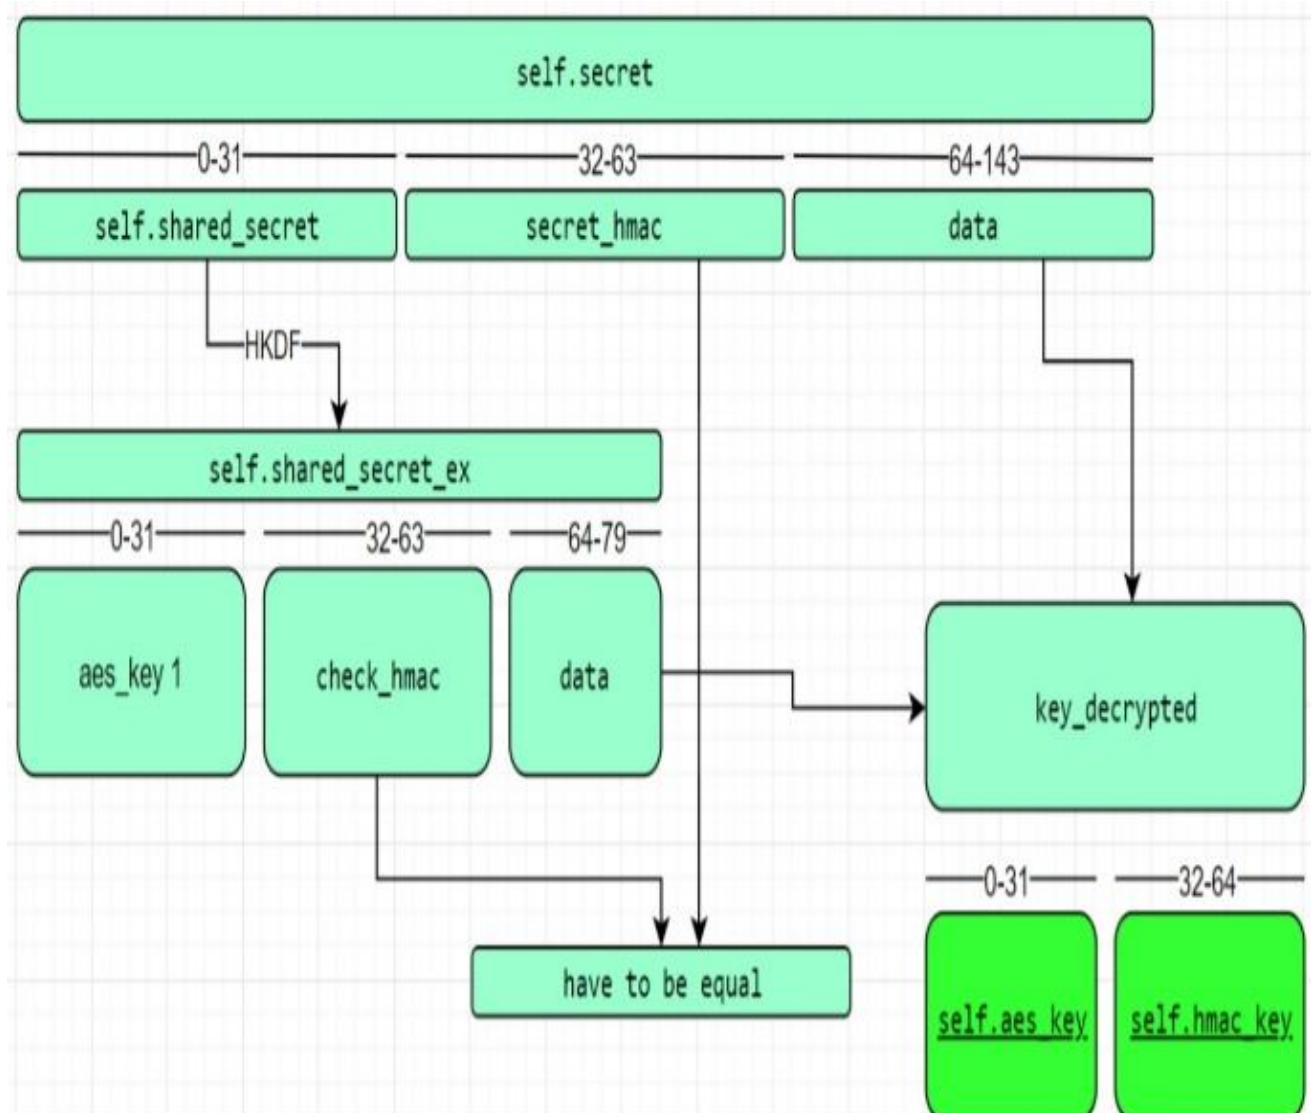 self.secret
0-31 32-63 64-143
self.shared_secret secret_hmac data
HKDF
self.shared_secret_ex
0-31 32-63 64-79
aes_key 1 check_hmac data
key_decrypted
0-31 32-64
have to be equal
self.aes_key self.hmac_key